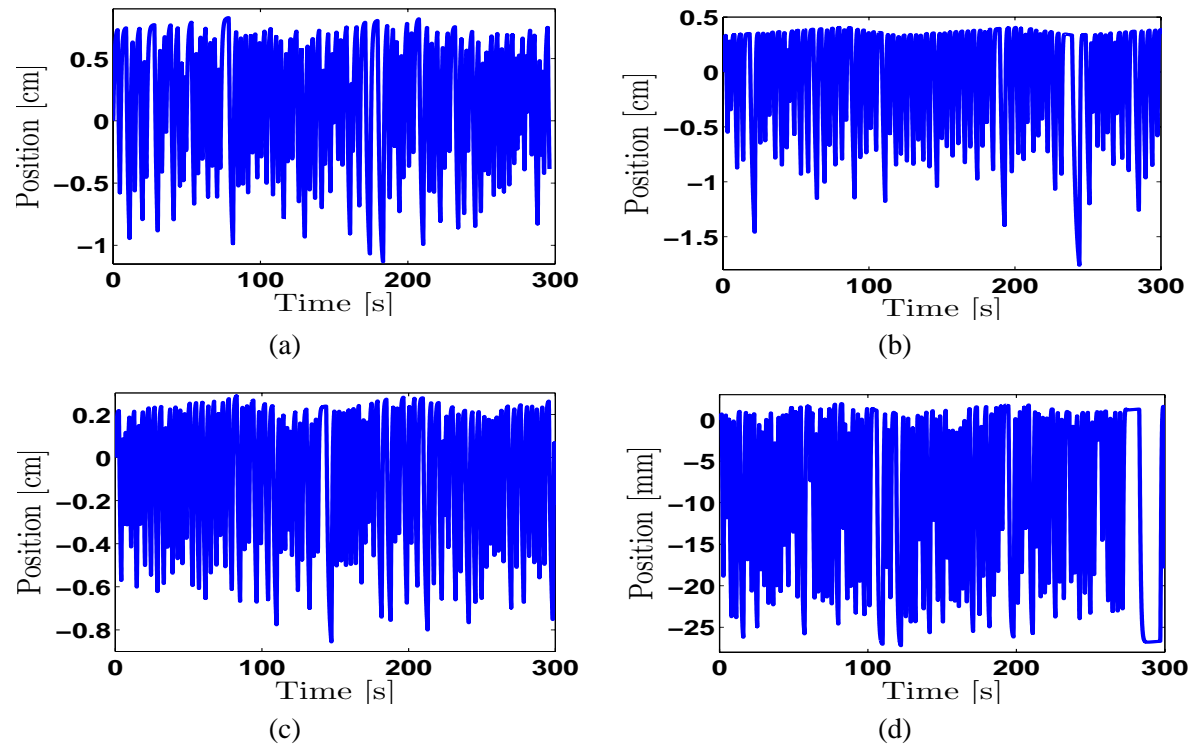 0.5
0
−0.5
−1
Position [cm]
0 100 200 300
Time [s]
(a)
0.5
0
−0.5
−1
−1.5
Position [cm]
0 100 200 300
Time [s]
(b)
0.2
0
−0.2
−0.4
−0.6
−0.8
Position [cm]
0 100 200 300
Time [s]
(c)
0
−5
−10
−15
−20
−25
Position [mm]
0 100 200 300
Time [s]
(d)